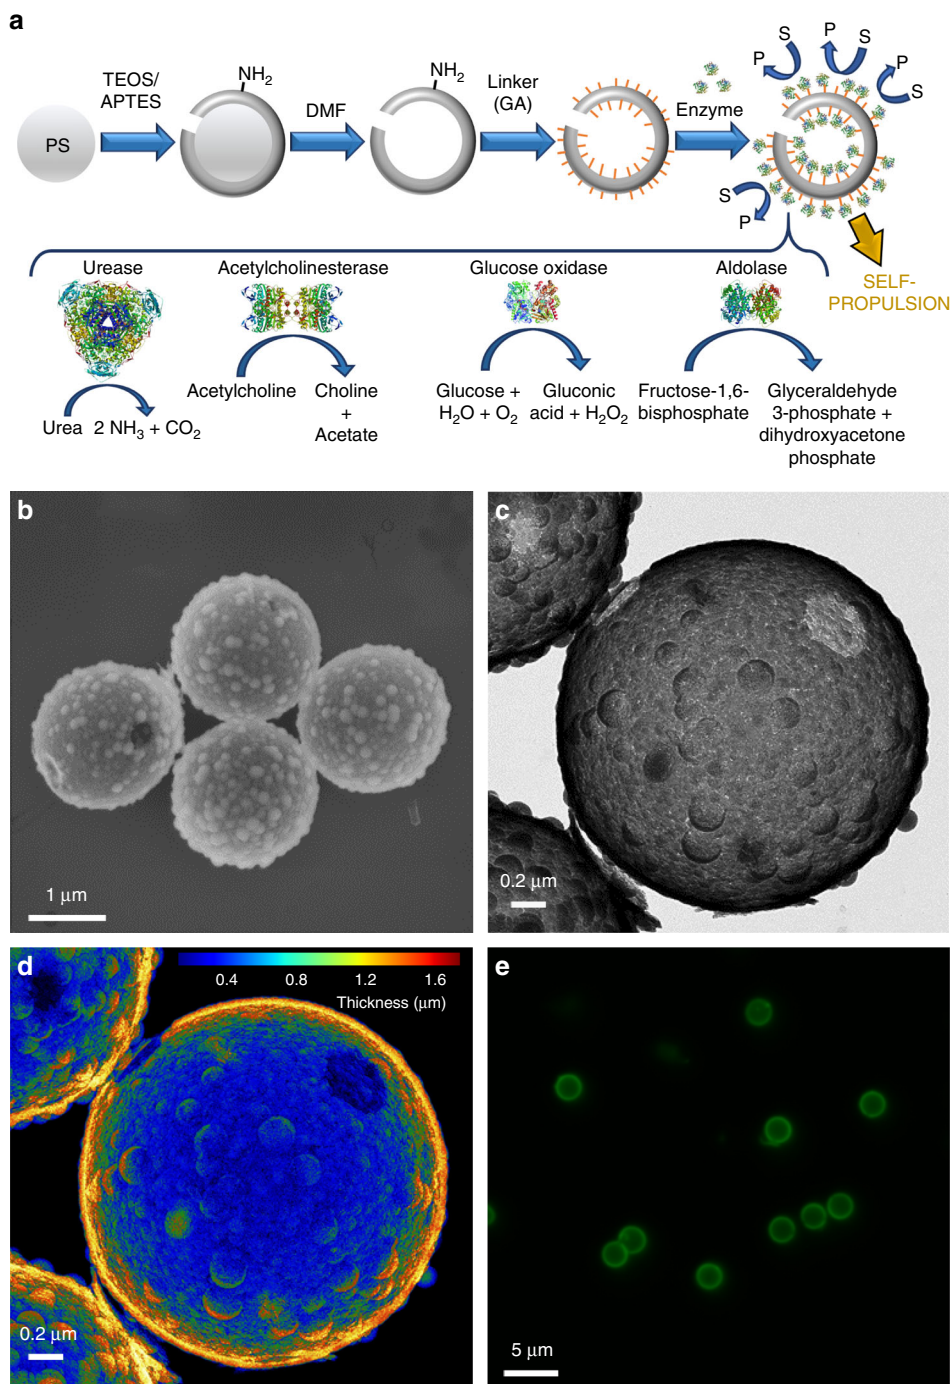 a
PS
TEOS/
APTES
NH2
DMF
NH2
Linker
(GA)
Enzyme
S
P
P
S
P
S
S
P
SELF-
PROPULSION
Urease
Acetylcholinesterase
Glucose oxidase
Aldolase
Urea 2 NH3 + CO2
Acetylcholine
Choline
+
Acetate
Glucose +
H2O + O2
Gluconic
acid + H2O2
Fructose-1,6-
bisphosphate
Glyceraldehyde
3-phosphate +
dihydroxyacetone
phosphate
b
1 μm
c
0.2 μm
d
0.4 0.8 1.2 1.6
Thickness (μm)
0.2 μm
e
5 μm